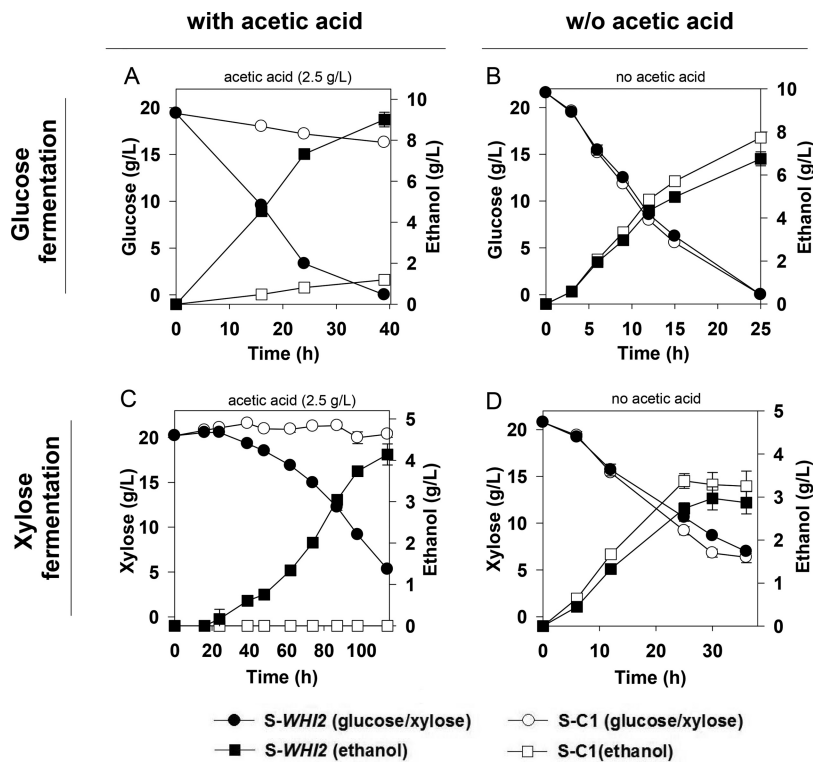 with acetic acid
w/o acetic acid
Glucose
fermentation
A
acetic acid (2.5 g/L)
20
15
10
5
0
Glucose (g/L)
10
8
6
4
2
0
Ethanol (g/L)
0 10 20 30 40
Time (h)
B
no acetic acid
20
15
10
5
0
Glucose (g/L)
10
8
6
4
2
0
Ethanol (g/L)
0 5 10 15 20 25
Time (h)
Xylose
fermentation
C
acetic acid (2.5 g/L)
20
15
10
5
0
Xylose (g/L)
5
4
3
2
1
0
Ethanol (g/L)
0 20 40 60 80 100
Time (h)
D
no acetic acid
20
15
10
5
0
Xylose (g/L)
5
4
3
2
1
0
Ethanol (g/L)
0 10 20 30
Time (h)
S-WHI2 (glucose/xylose)
S-C1 (glucose/xylose)
S-WHI2 (ethanol)
S-C1(ethanol)